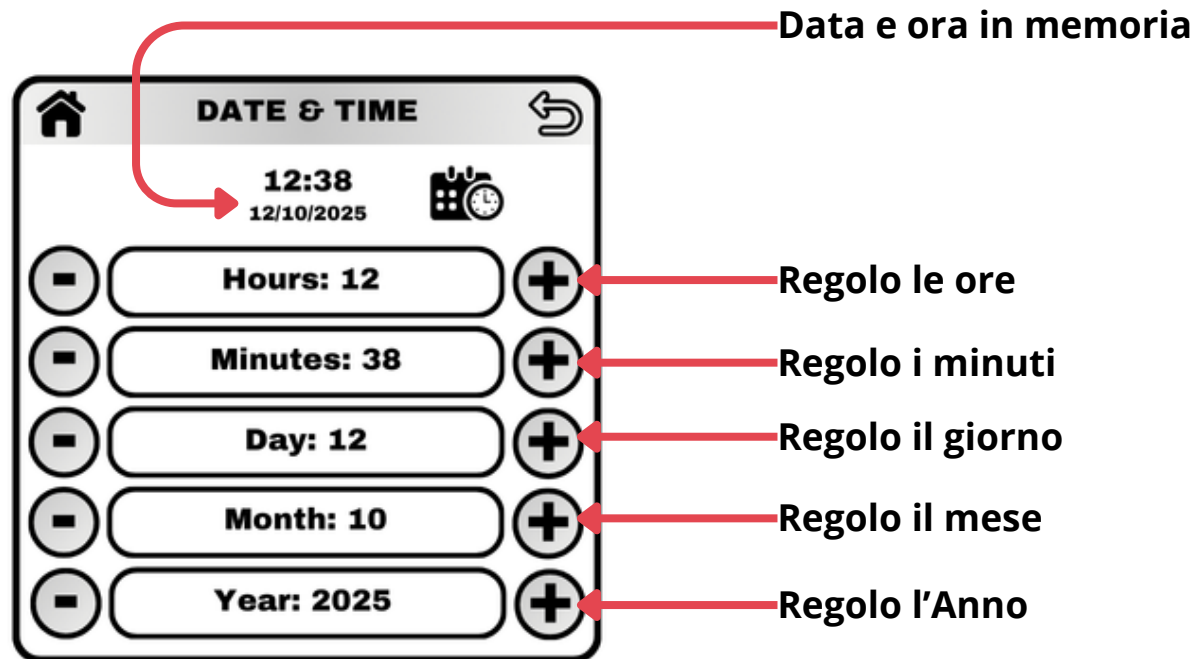 Data e ora in memoria
DATE & TIME
12:38
12/10/2025
- Hours: 12 + Regolo le ore
- Minutes: 38 + Regolo i minuti
- Day: 12 + Regolo il giorno
- Month: 10 + Regolo il mese
- Year: 2025 + Regolo l’Anno